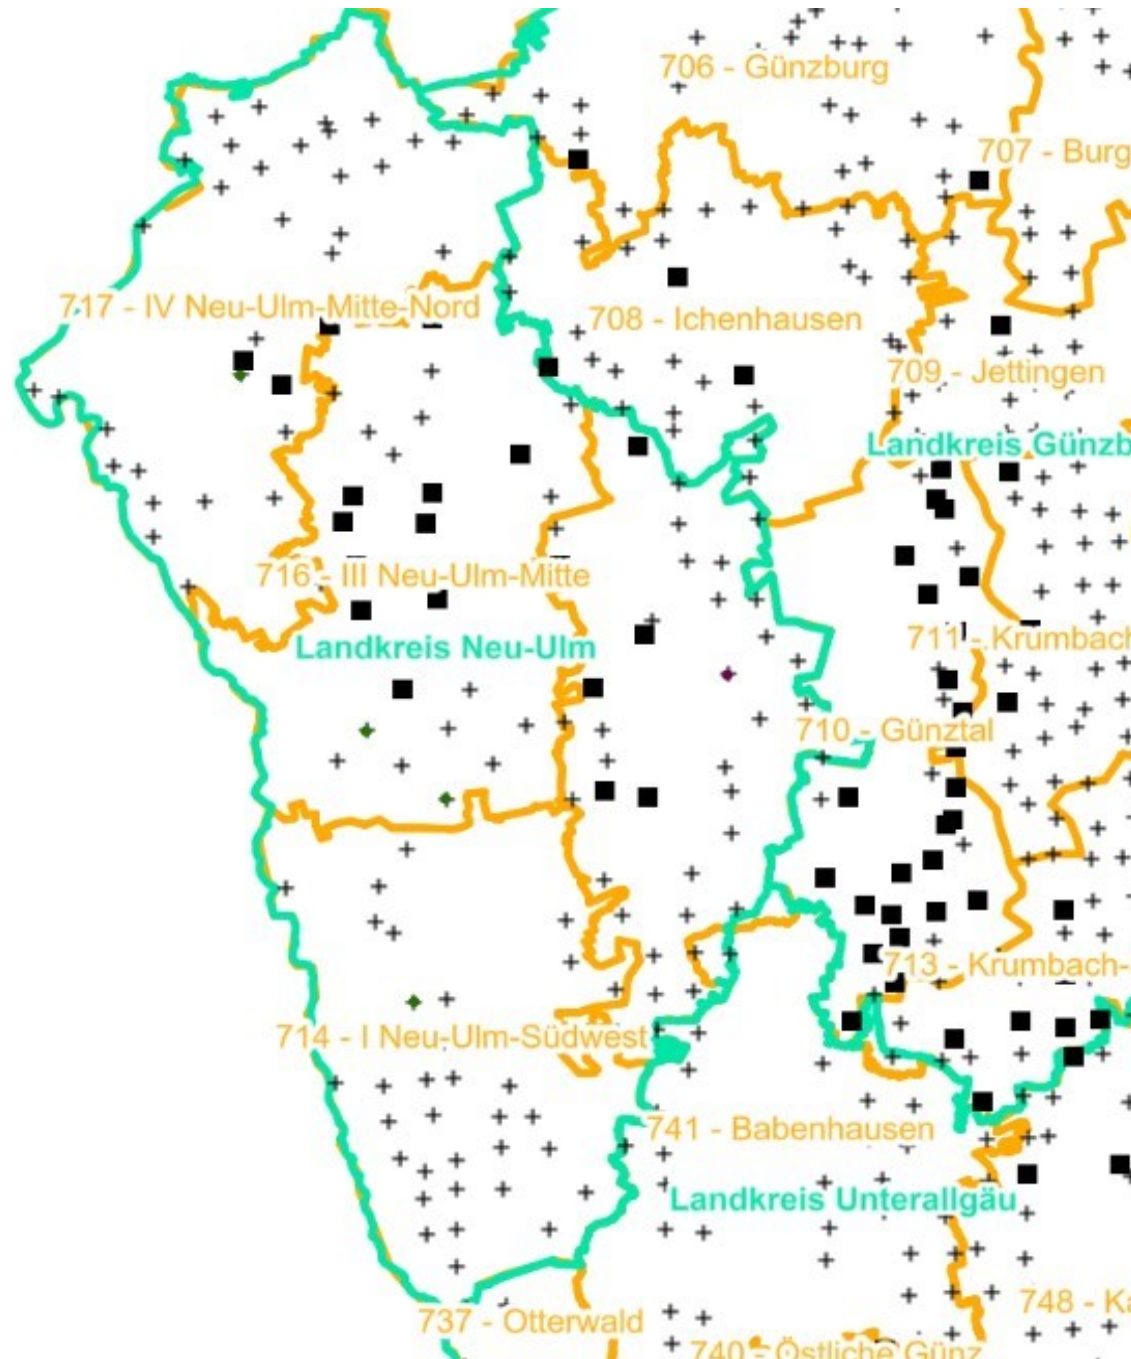 706 - Günzburg
707 - Burg
717 - IV Neu-Ulm-Mitte-Nord
708 - Ichenhausen
709 - Jettingen
Landkreis Günzb
716 - III Neu-Ulm-Mitte
711 - Krumbach
Landkreis Neu-Ulm
710 - Günztal
713 - Krumbach-
714 - I Neu-Ulm-Südwest
741 - Babenhausen
Landkreis Unterallgäu
748 - Ka
737 - Otterwald
740 - Östliche Günz